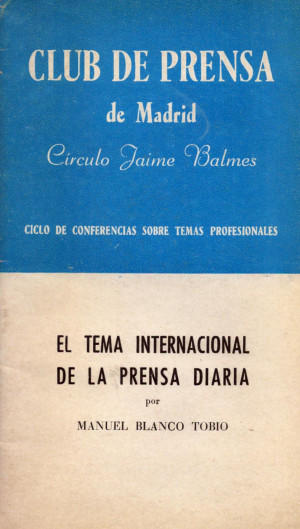 CLUB DE PRENSA
de Madrid
Círculo Jaime Balmes
CICLO DE CONFERENCIAS SOBRE TEMAS PROFESIONALES
EL TEMA INTERNACIONAL
DE LA PRENSA DIARIA
por
MANUEL BLANCO TOBIO